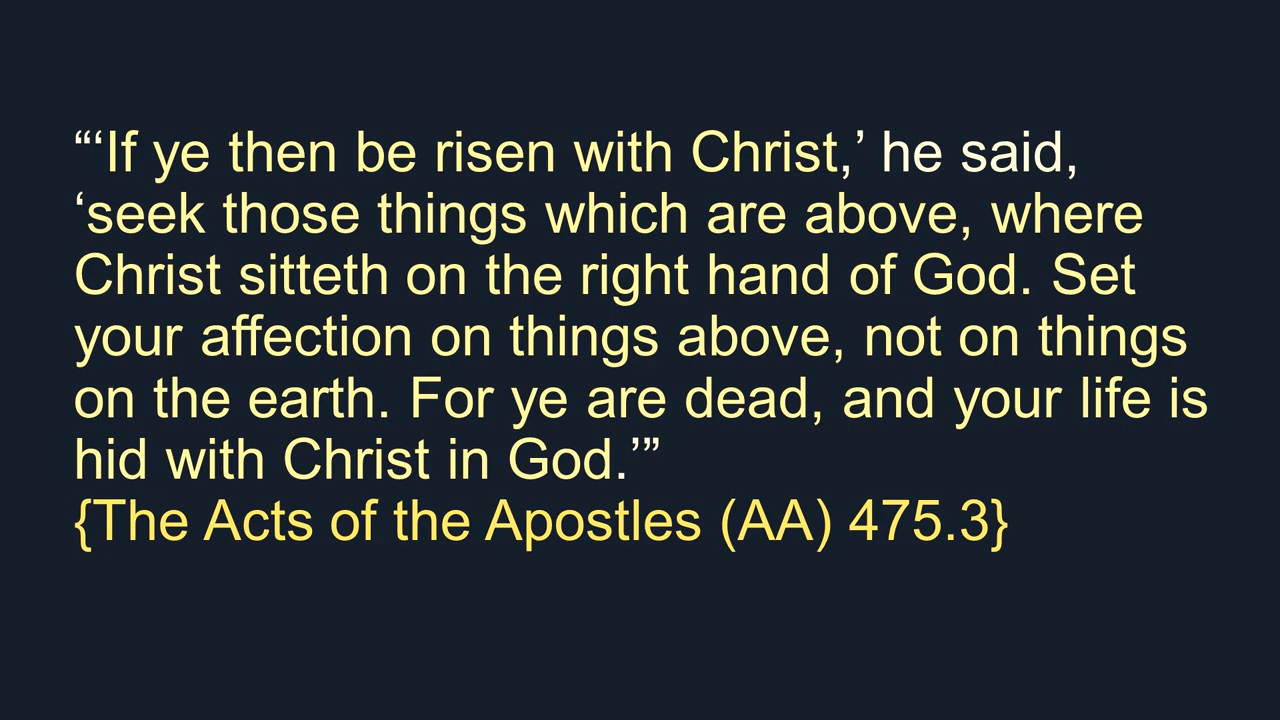 “‘If ye then be risen with Christ,’ he said,
‘seek those things which are above, where
Christ sitteth on the right hand of God. Set
your affection on things above, not on things
on the earth. For ye are dead, and your life is
hid with Christ in God.’”
{The Acts of the Apostles (AA) 475.3}